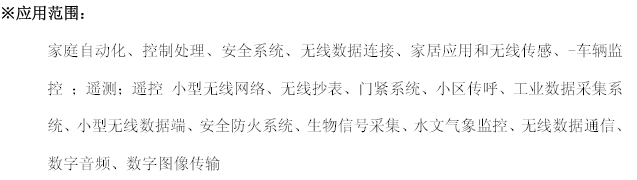 ※应用范围：
家庭自动化、控制处理、安全系统、无线数据连接、家居应用和无线传感、-车辆监
控 ；遥测；遥控 小型无线网络、无线抄表、门紧系统、小区传呼、工业数据采集系
统、小型无线数据端、安全防火系统、生物信号采集、水文气象监控、无线数据通信、
数字音频、数字图像传输